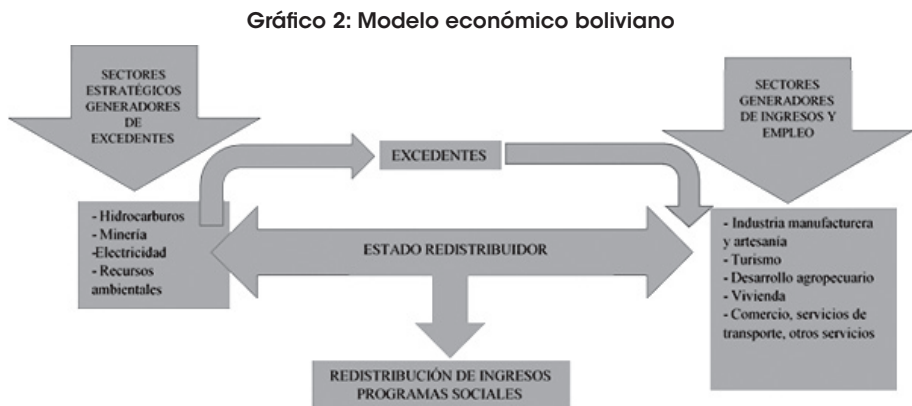 Gráfico 2: Modelo económico boliviano
SECTORES
ESTRATÉGICOS
GENERADORES
DE
EXCEDENTES
SECTORES
GENERADORES
DE INGRESOS Y
EMPLEO
EXCEDENTES
- Hidrocarburos
- Minería
-Electricidad
- Recursos
ambientales
ESTADO REDISTRIBUIDOR
- Industria manufacturera
y artesanía
- Turismo
- Desarrollo agropecuario
- Vivienda
- Comercio, servicios de
transporte, otros servicios
REDISTRIBUCIÓN DE INGRESOS
PROGRAMAS SOCIALES